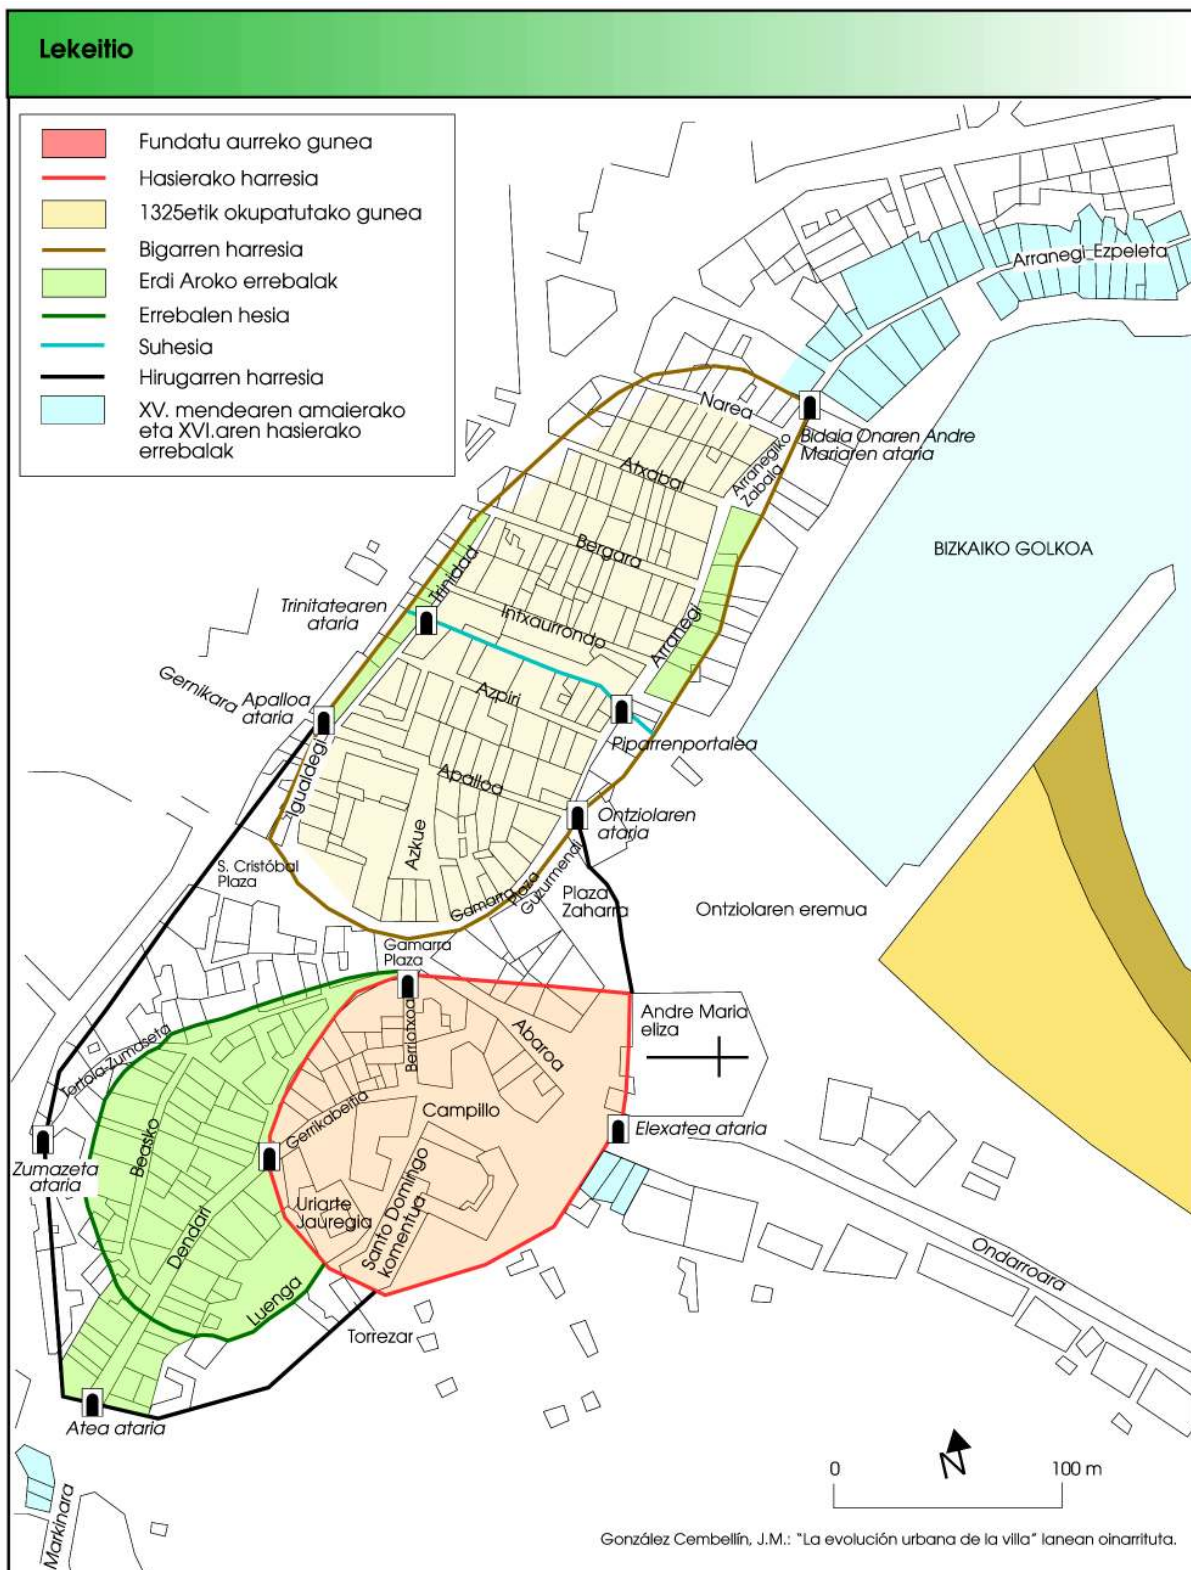 Lekeitio
Fundatu aurreko gunea
Hasierako harresia
1325etik okupatutako gunea
Bigarren harresia
Erdi Aroko errebalak
Errebalen hesia
Suhesia
Hirugarren harresia
XV. mendearen amaierako
eta XVI.aren hasierako
errebalak
Arranegi_Ezpeleta
Narea
Bidaia Onaren Andre
Mariaren ataria
Arranegiko
Zabala
Atxabal
Bergara
BIZKAIKO GOLKOA
Trinidad
Trinitatearen
ataria
Intxaurrondo
Arranegi
Gernikara
Apalloa
ataria
Azpiri
Piparrenportalea
Igualdegi
Apalloa
Ontziolaren
ataria
Azkue
S. Cristóbal
Plaza
Gamarra
Plaza
Guzurmendi
Plaza
Zaharra
Ontziolaren eremua
Gamarra
Plaza
Andre Maria
eliza
Abaroa
Berriotxoa
Tertola-Zumaseta
Gerrikabeitia
Campillo
Elexatea ataria
Beasko
Zumazeta
ataria
Uriarte
Jauregia
Santo Domingo
komentua
Dendari
Luenga
Ondarroara
Torrezar
Atea ataria
Markinara
N
0 100 m
González Cembellín, J.M.: "La evolución urbana de la villa" lanean oinarrituta.